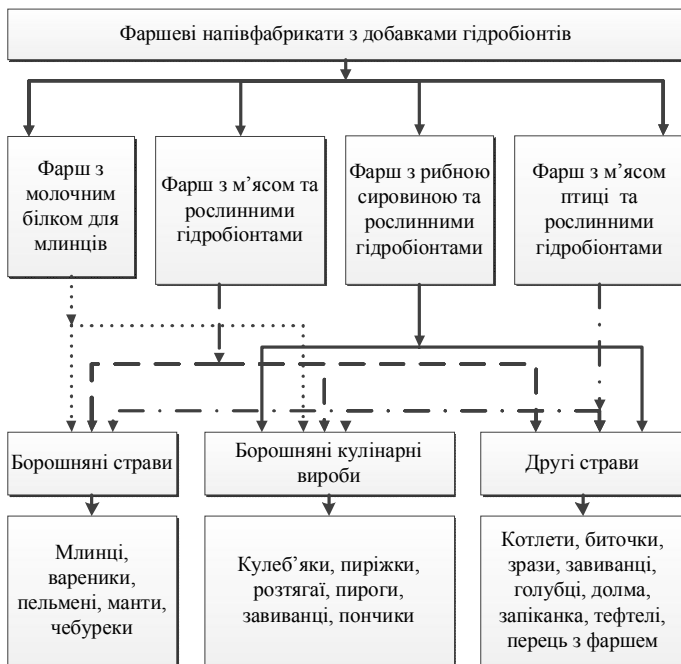 Фаршеві напівфабрикати з добавками гідробіонтів
Фарш з
молочним
білком для
млинців
Фарш з м’ясом та
рослинними
гідробіонтами
Фарш з рибною
сировиною та
рослинними
гідробіонтами
Фарш з м’ясом
птиці та
рослинними
гідробіонтами
Борошняні страви
Борошняні кулінарні
вироби
Другі страви
Млинці,
вареники,
пельмені, манти,
чебуреки
Кулеб’яки, пиріжки,
розтягаї, пироги,
завиванці, пончики
Котлети, биточки,
зрази, завиванці,
голубці, долма,
запіканка, тефтелі,
перець з фаршем